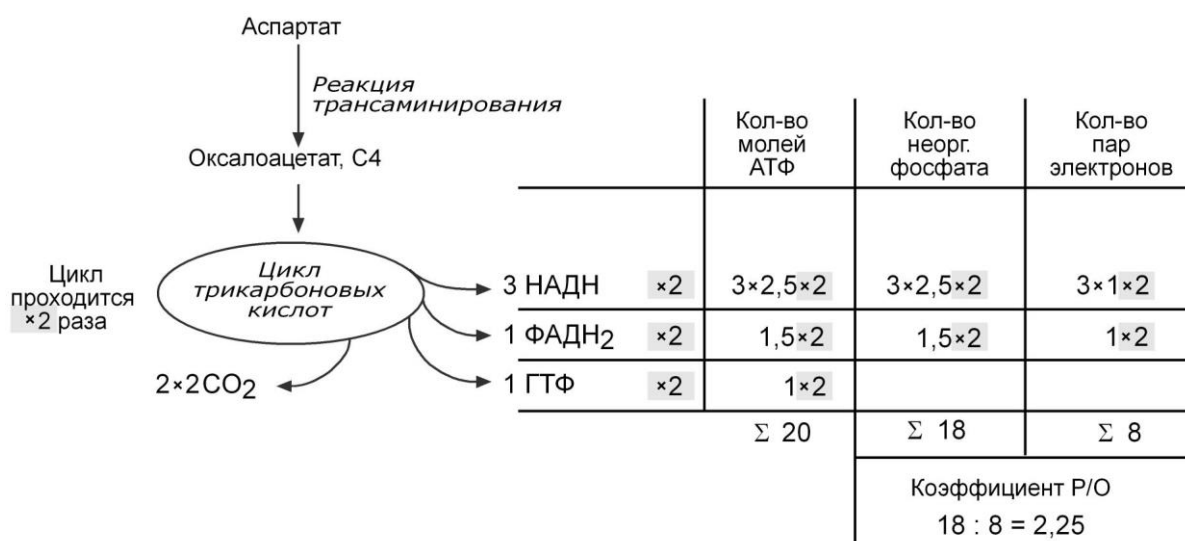 Аспартат
Реакция
трансаминирования
Оксалоацетат, С4
Цикл
проходится
×2 раза
Цикл
трикарбоновых
кислот
2×2CO2
Кол-во
молей
АТФ
Кол-во
неорг.
фосфата
Кол-во
пар
электронов
3 НАДН ×2 3×2,5×2 3×2,5×2 3×1×2
1 ФАДН2 ×2 1,5×2 1,5×2 1×2
1 ГТФ ×2 1×2
Σ 20 Σ 18 Σ 8
Коэффициент Р/О
18 : 8 = 2,25